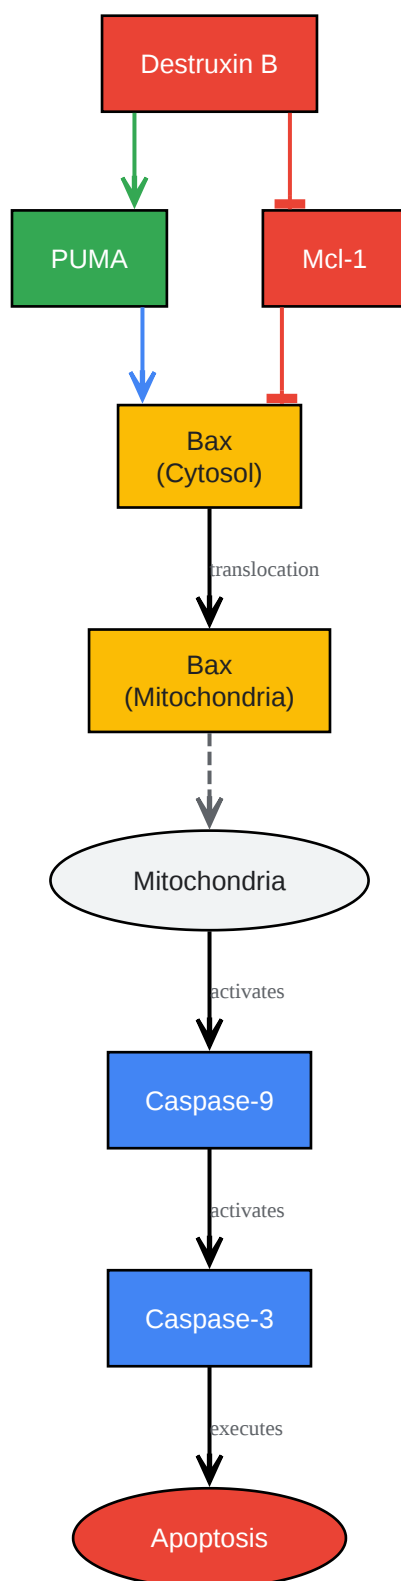 Destruxin B
PUMA
Mcl-1
Bax
(Cytosol)
translocation
Bax
(Mitochondria)
Mitochondria
activates
Caspase-9
activates
Caspase-3
executes
Apoptosis